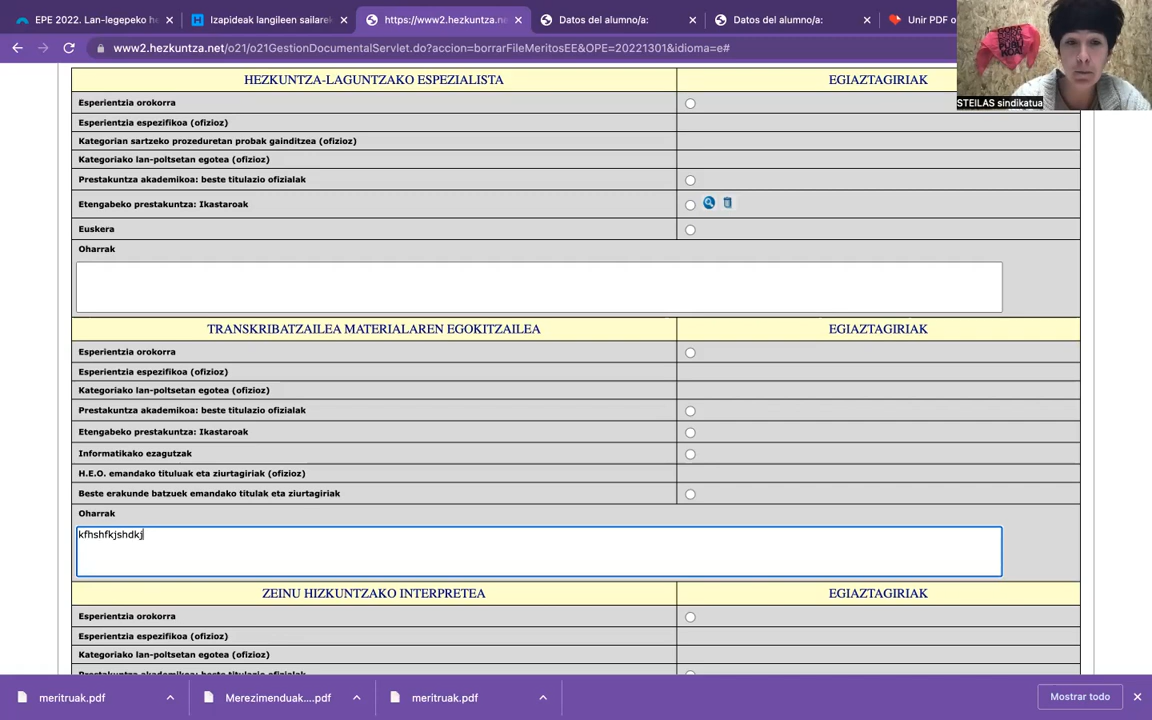 EPE 2022. Lan-legepeko h
Izapideak langileen sailare
https://www2.hezkuntza.ne
Datos del alumno/a:
Datos del alumno/a:
Unir PDF o
www2.hezkuntza.net/o21/o21GestionDocumentalServlet.do?accion=borrarFileMeritosEE&OPE=20221301&idioma=e#
STEILAS sindikatua
HEZKUNTZA-LAGUNTZAKO ESPEZIALISTA
EGIAZTAGIRIAK
Esperientzia orokorra
Esperientzia espezifikoa (ofizioz)
Kategorian sartzeko prozeduretan probak gainditzea (ofizioz)
Kategoriako lan-poltsetan egotea (ofizioz)
Prestakuntza akademikoa: beste titulazio ofizialak
Etengabeko prestakuntza: Ikastaroak
Euskera
Oharrak
TRANSKRIBATZAILEA MATERIALAREN EGOKITZAILEA
EGIAZTAGIRIAK
Esperientzia orokorra
Esperientzia espezifikoa (ofizioz)
Kategoriako lan-poltsetan egotea (ofizioz)
Prestakuntza akademikoa: beste titulazio ofizialak
Etengabeko prestakuntza: Ikastaroak
Informatikako ezagutzak
H.E.O. emandako tituluak eta ziurtagiriak (ofizioz)
Beste erakunde batzuek emandako titulak eta ziurtagiriak
Oharrak
kfhshfkjshdkj
ZEINU HIZKUNTZAKO INTERPRETEA
EGIAZTAGIRIAK
Esperientzia orokorra
Esperientzia espezifikoa (ofizioz)
Kategoriako lan-poltsetan egotea (ofizioz)
Prestakuntza akademikoa: beste titulazio ofizialak
meritruak.pdf
Merezimenduak....pdf
meritruak.pdf
Mostrar todo